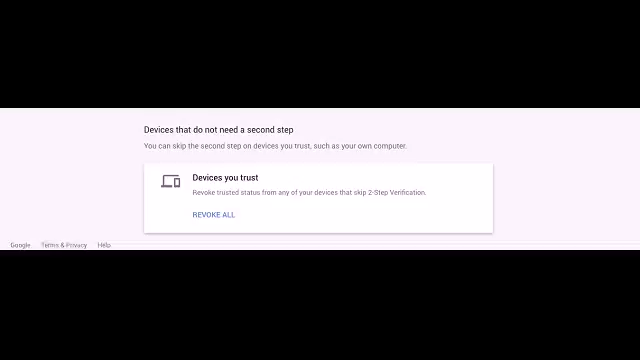 Devices that do not need a second step
You can skip the second step on devices you trust, such as your own computer.
Devices you trust
Revoke trusted status from any of your devices that skip 2-Step Verification.
REVOKE ALL
Google Terms & Privacy Help